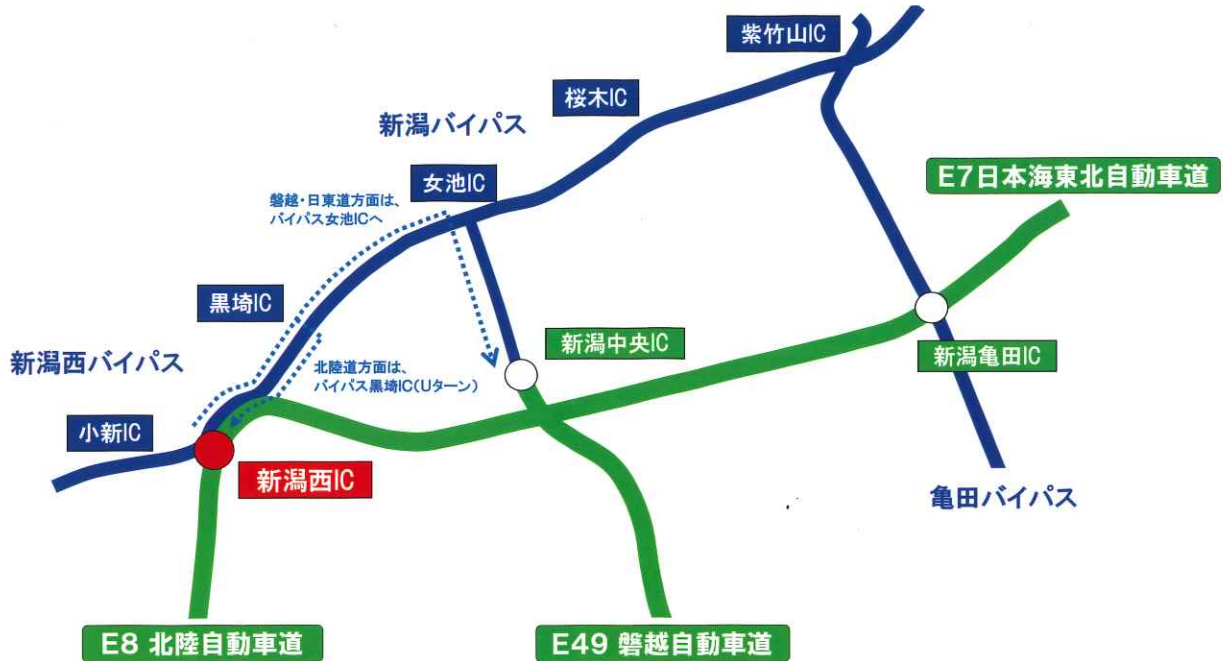 紫竹山IC
桜木IC
新潟バイパス
女池IC
E7日本海東北自動車道
磐越・日東道方面は、
バイパス女池ICへ
黒埼IC
新潟中央IC
新潟亀田IC
新潟西バイパス
北陸道方面は、
バイパス黒埼IC(Uターン)
小新IC
新潟西IC
亀田バイパス
E8 北陸自動車道
E49 磐越自動車道